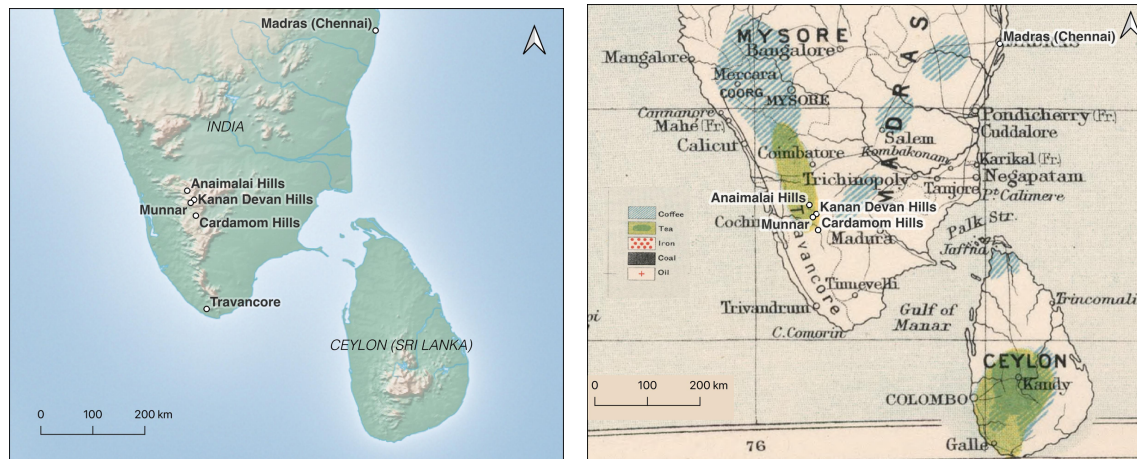 Madras (Chennai)
INDIA
Anaimalai Hills
Kanan Devan Hills
Munnar
Cardamom Hills
Travancore
CEYLON (SRI LANKA)
0 100 200 km
MYSORE
Bangalore
MADRAS
Madras (Chennai)
Mangalore
Mercara
COORG
MYSORE
Cannanore
Mahé (Fr.)
Pondicherry (Fr.)
Salem
Cuddalore
Calicut
Coimbatore
Kombakonam
Karikal (Fr.)
Trichinopoly
Negapatam
Tanjore
Pt. Calimere
Anaimalai Hills
Kanan Devan Hills
Munnar
Cardamom Hills
Madura
Palk Str.
Jaffna
Coffee
Tea
Iron
Coal
Oil
Tinnevelli
Trivandrum
C. Comorin
Gulf of
Manar
CEYLON
Kandy
COLOMBO
0 100 200 km
76
Galle